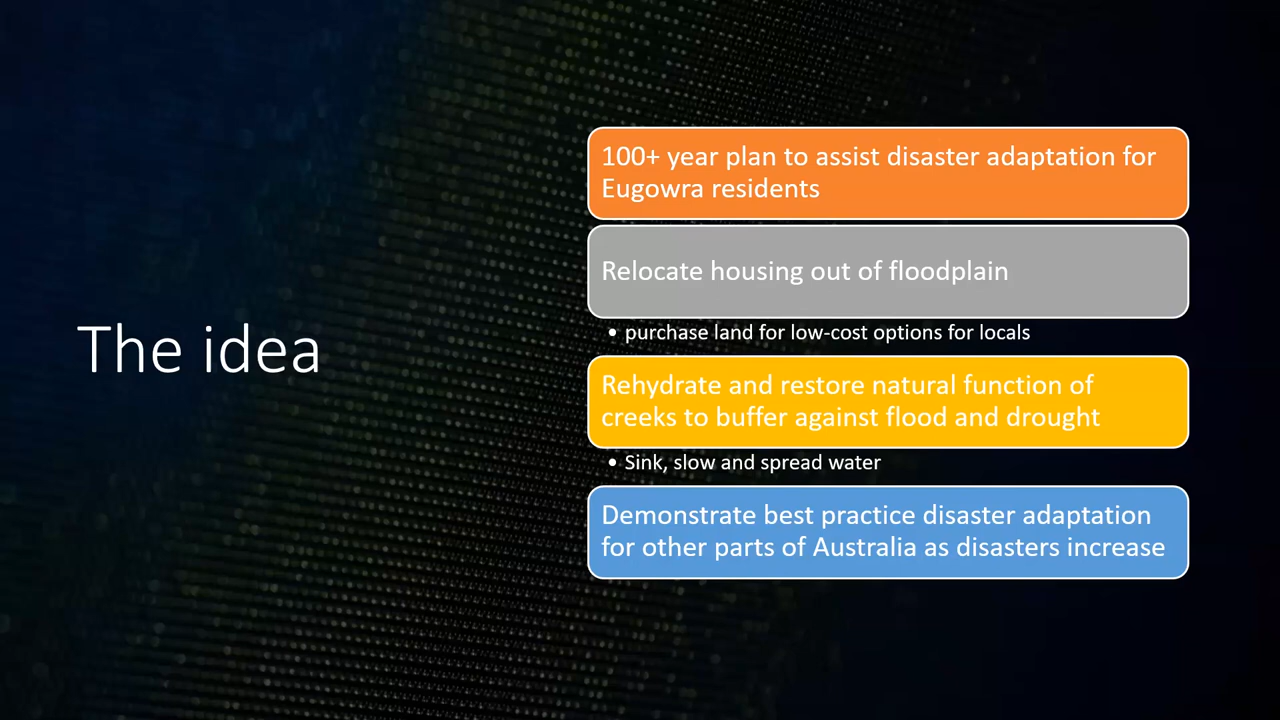 The idea
100+ year plan to assist disaster adaptation for
Eugowra residents
Relocate housing out of floodplain
• purchase land for low-cost options for locals
Rehydrate and restore natural function of
creeks to buffer against flood and drought
• Sink, slow and spread water
Demonstrate best practice disaster adaptation
for other parts of Australia as disasters increase